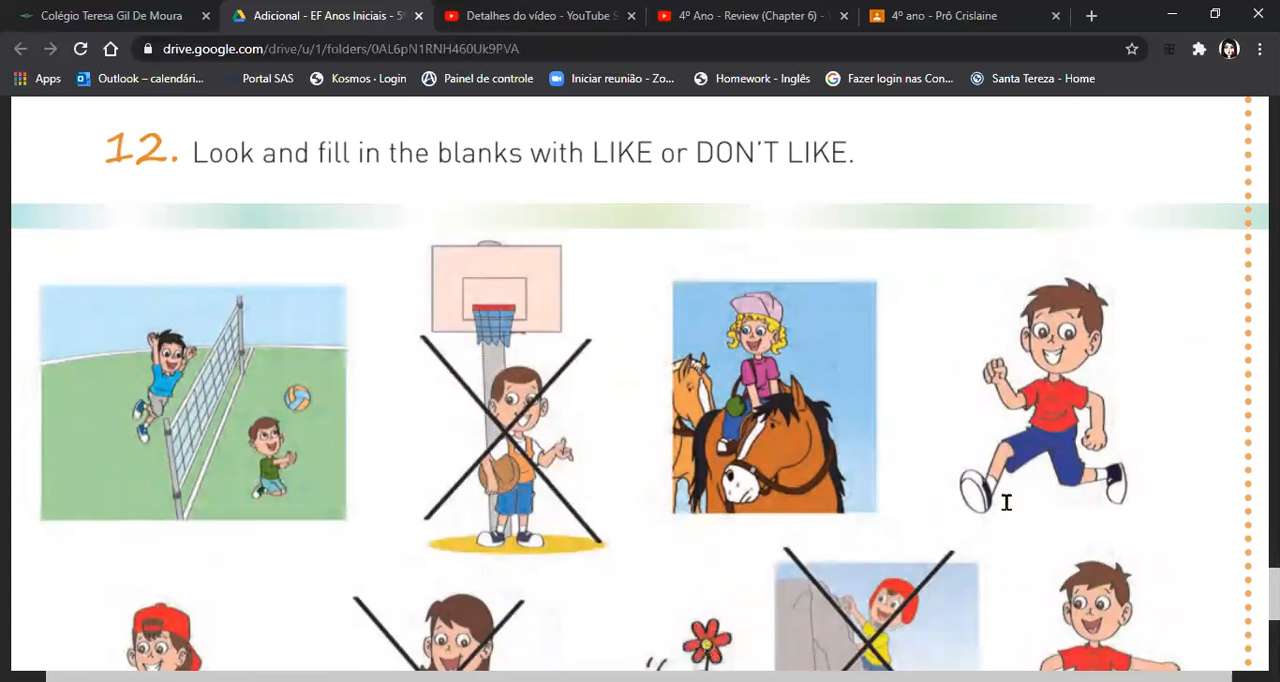 Colégio Teresa Gil De Moura
Adicional - EF Anos Iniciais - 5º
Detalhes do vídeo - YouTube S
4º Ano - Review (Chapter 6) -
4º ano - Prô Crislaine
drive.google.com/drive/u/1/folders/0AL6pN1RNH460Uk9PVA
Apps
Outlook – calendári...
Portal SAS
Kosmos · Login
Painel de controle
Iniciar reunião - Zo...
Homework - Inglês
Fazer login nas Con...
Santa Tereza - Home
12. Look and fill in the blanks with LIKE or DON'T LIKE.